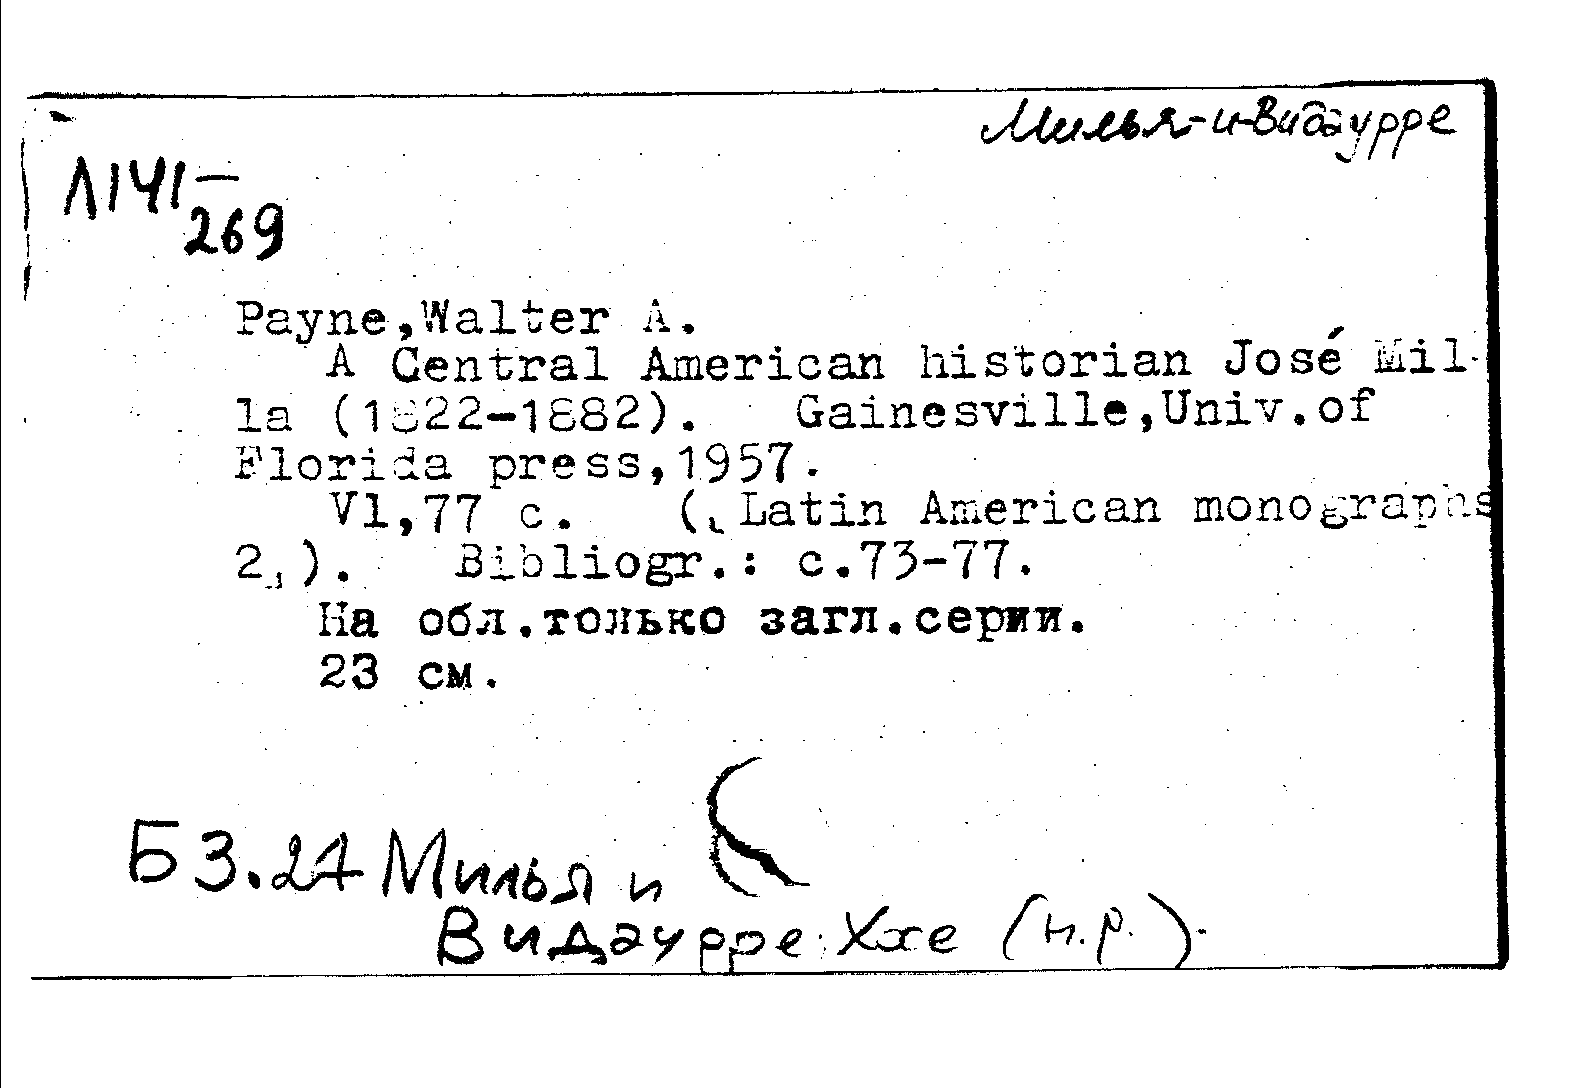 Милья-и-Видаурре
Л141-
269
Payne,Walter A.
A Central American historian José Mil-
la (1822-1882). Gainesville,Univ.of
Florida press,1957.
V1,77 с. (Latin American monographs
2,). Bibliogr.: с.73-77.
На обл.только загл.серии.
23 см.
Б3.27 Милья и
Видаурре Хосе (н.р.).